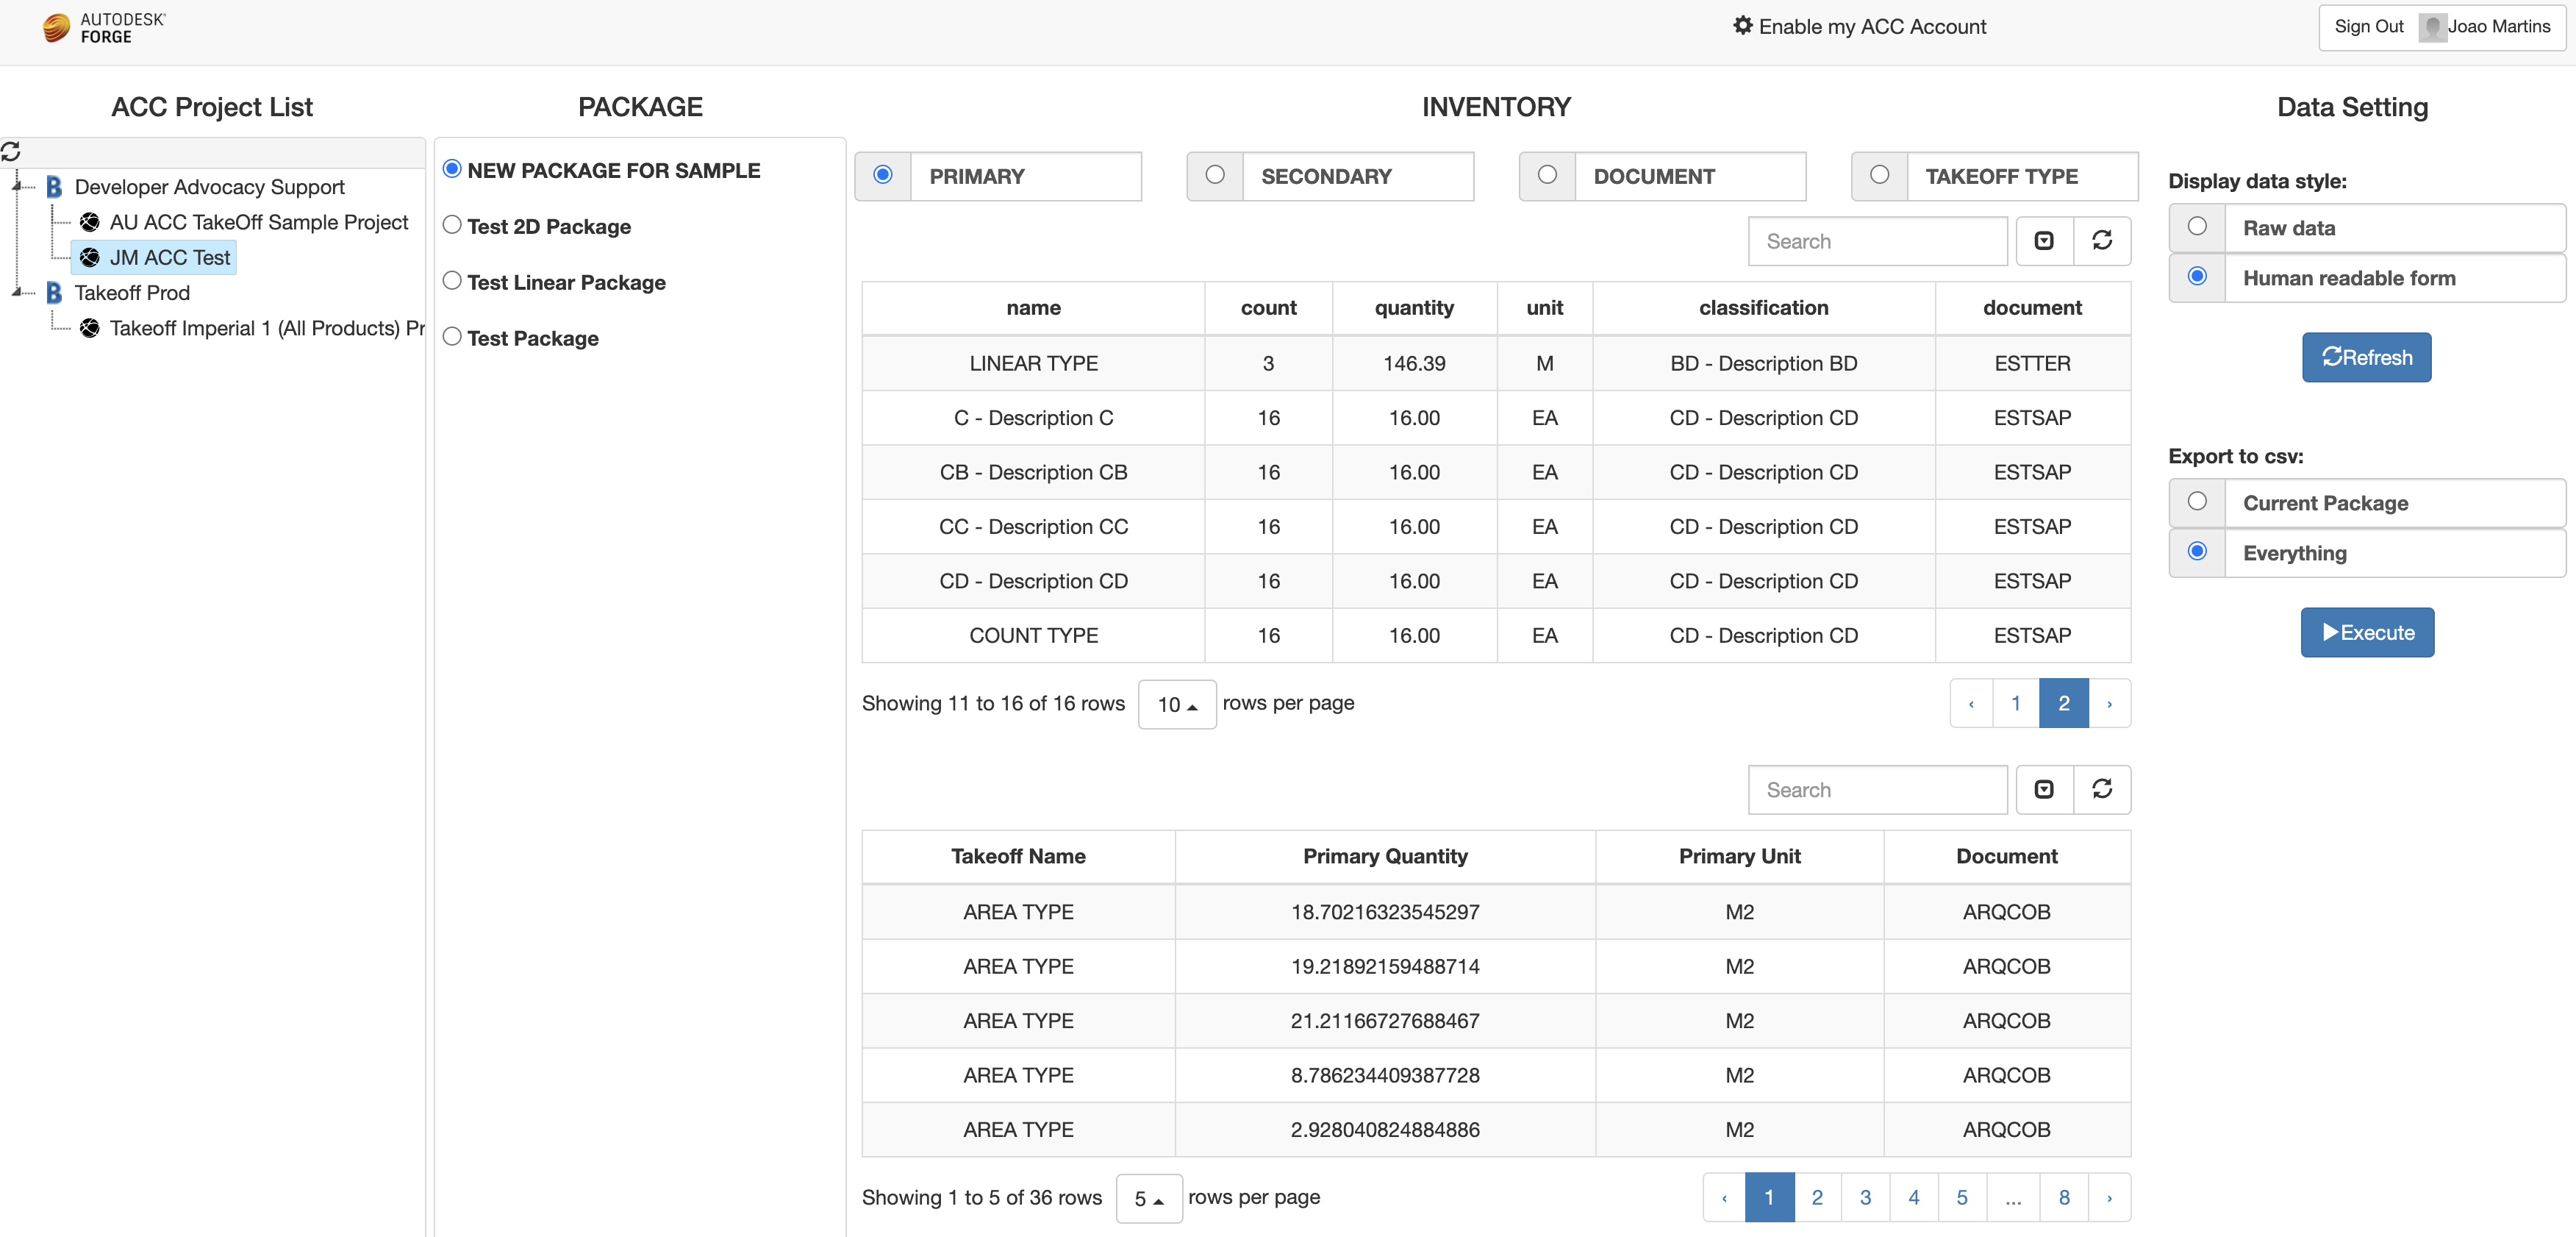 AUTODESK
FORGE
Enable my ACC Account
Sign Out Joao Martins
ACC Project List
PACKAGE
INVENTORY
Data Setting
Developer Advocacy Support
AU ACC TakeOff Sample Project
JM ACC Test
Takeoff Prod
Takeoff Imperial 1 (All Products) Pr
NEW PACKAGE FOR SAMPLE
Test 2D Package
Test Linear Package
Test Package
PRIMARY SECONDARY DOCUMENT TAKEOFF TYPE
Search
name count quantity unit classification document
LINEAR TYPE 3 146.39 M BD - Description BD ESTTER
C - Description C 16 16.00 EA CD - Description CD ESTSAP
CB - Description CB 16 16.00 EA CD - Description CD ESTSAP
CC - Description CC 16 16.00 EA CD - Description CD ESTSAP
CD - Description CD 16 16.00 EA CD - Description CD ESTSAP
COUNT TYPE 16 16.00 EA CD - Description CD ESTSAP
Showing 11 to 16 of 16 rows 10 rows per page ‹ 1 2 ›
Search
Takeoff Name Primary Quantity Primary Unit Document
AREA TYPE 18.70216323545297 M2 ARQCOB
AREA TYPE 19.21892159488714 M2 ARQCOB
AREA TYPE 21.21166727688467 M2 ARQCOB
AREA TYPE 8.786234409387728 M2 ARQCOB
AREA TYPE 2.928040824884886 M2 ARQCOB
Showing 1 to 5 of 36 rows 5 rows per page ‹ 1 2 3 4 5 ... 8 ›
Display data style:
Raw data
Human readable form
Refresh
Export to csv:
Current Package
Everything
Execute